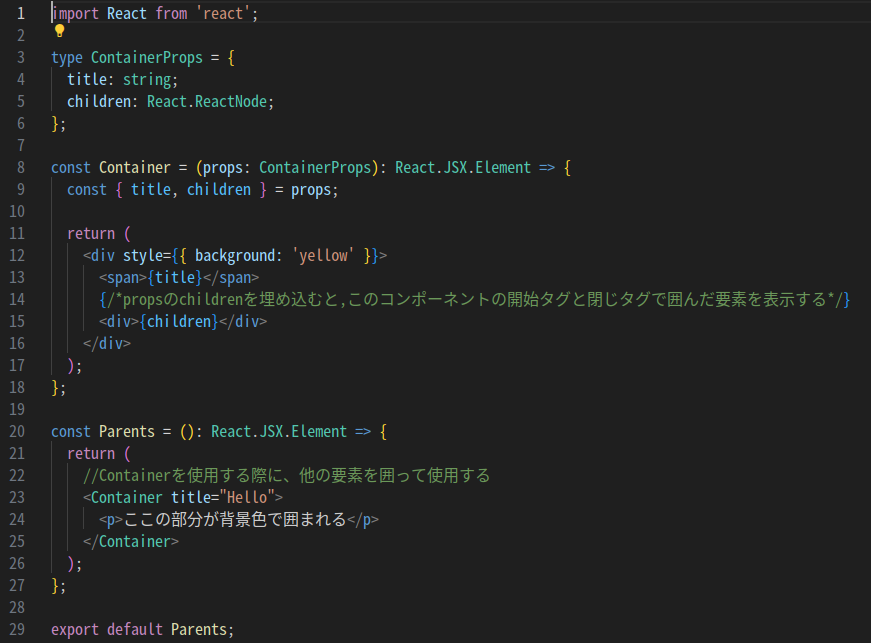 1 import React from 'react';
2
3 type ContainerProps = {
4 title: string;
5 children: React.ReactNode;
6 };
7
8 const Container = (props: ContainerProps): React.JSX.Element => {
9 const { title, children } = props;
10
11 return (
12 <div style={{ background: 'yellow' }}>
13 <span>{title}</span>
14 {/*propsのchildrenを埋め込むと,このコンポーネントの開始タグと閉じタグで囲んだ要素を表示する*/}
15 <div>{children}</div>
16 </div>
17 );
18 };
19
20 const Parents = (): React.JSX.Element => {
21 return (
22 //Containerを使用する際に、他の要素を囲って使用する
23 <Container title="Hello">
24 <p>ここの部分が背景色で囲まれる</p>
25 </Container>
26 );
27 };
28
29 export default Parents;